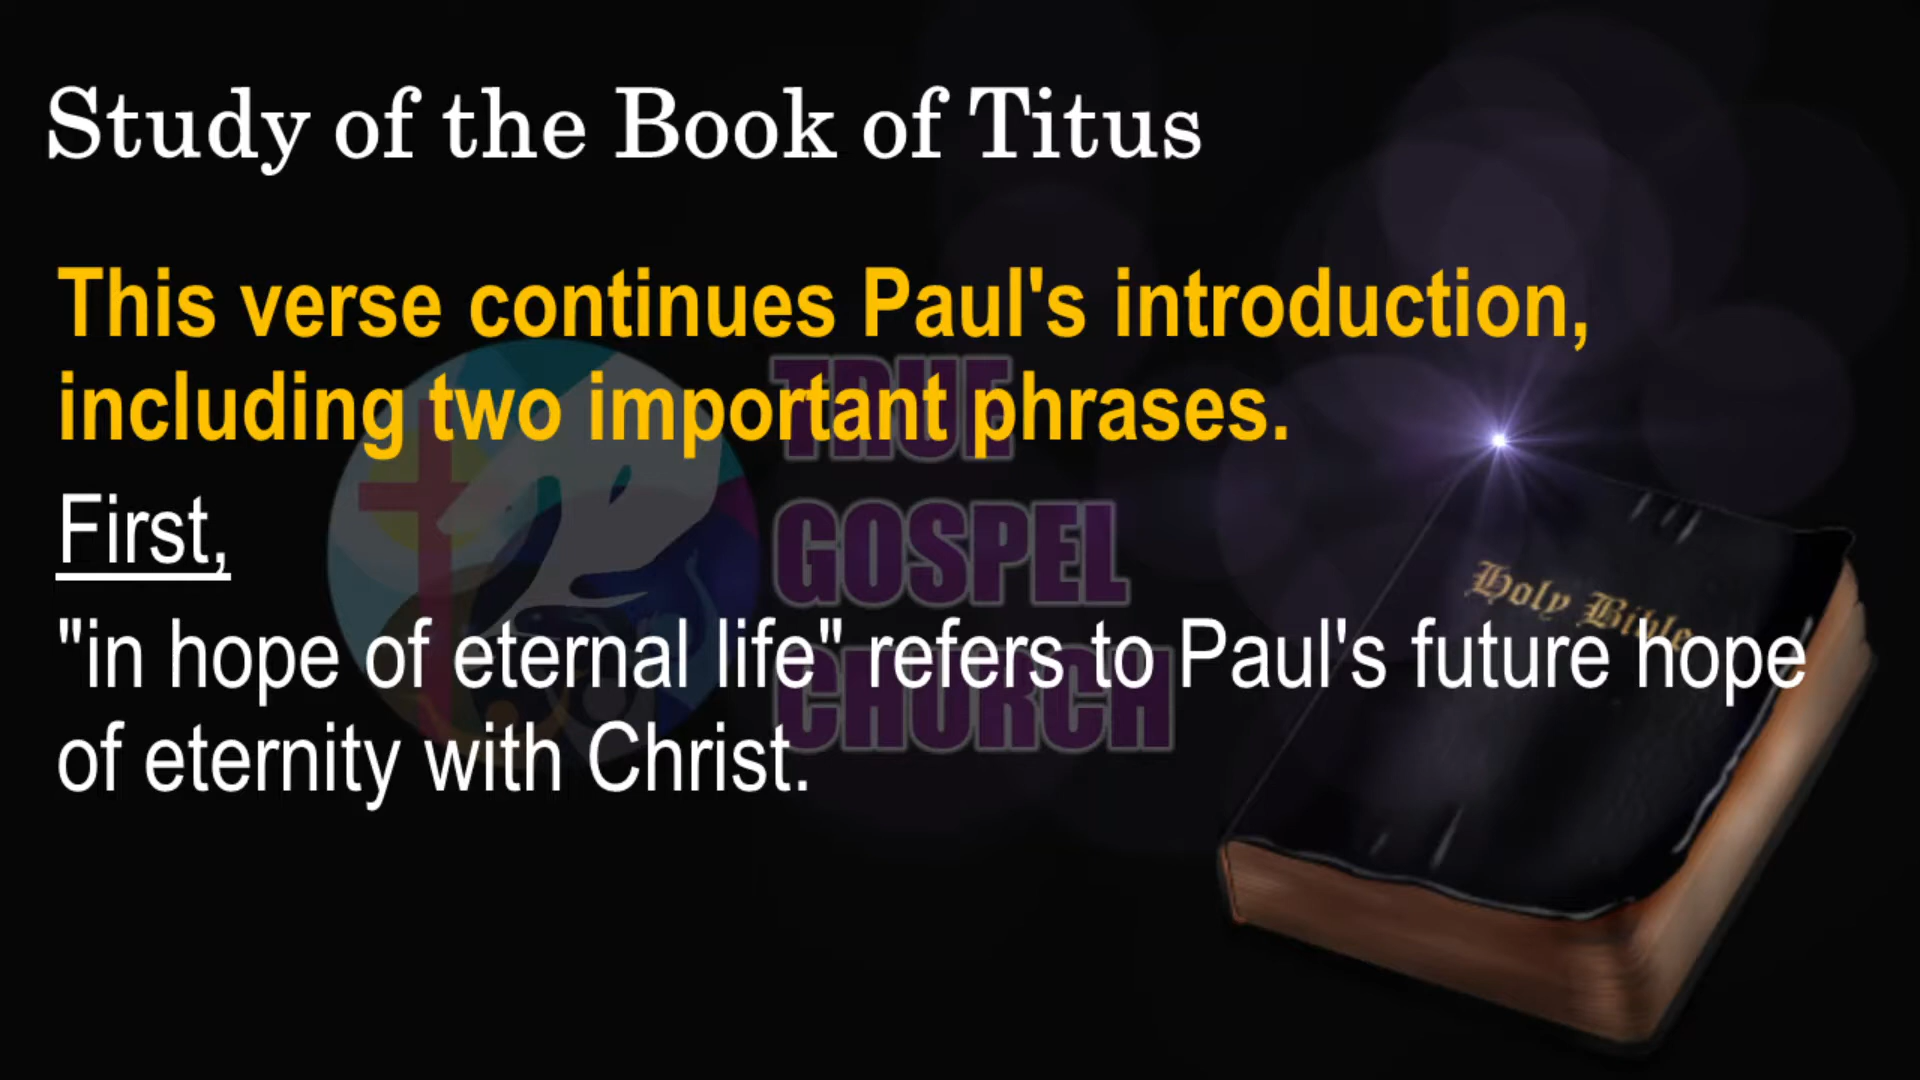 Study of the Book of Titus
This verse continues Paul's introduction,
including two important phrases.
First,
"in hope of eternal life" refers to Paul's future hope
of eternity with Christ.
TRUE
GOSPEL
CHURCH
Holy Bible